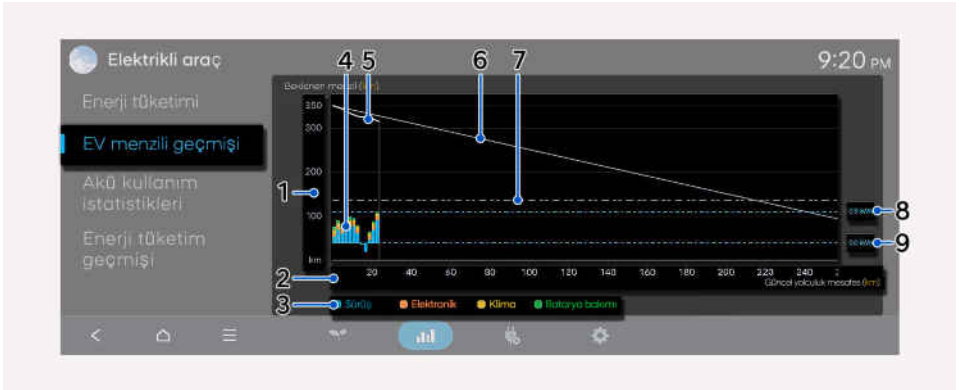 Elektrikli araç
9:20 PM
Enerji tüketimi
EV menzili geçmişi
Akü kullanım
istatistikleri
Enerji tüketim
geçmişi
4 5 6 7
Beklenen menzil (km)
350
300
200
100
km
1
2
3
8
9
20 40 60 80 100 120 140 160 180 200 223 240
Güncel yolculuk mesafesi (km)
Sürüş Elektronik Klima Batarya bakımı